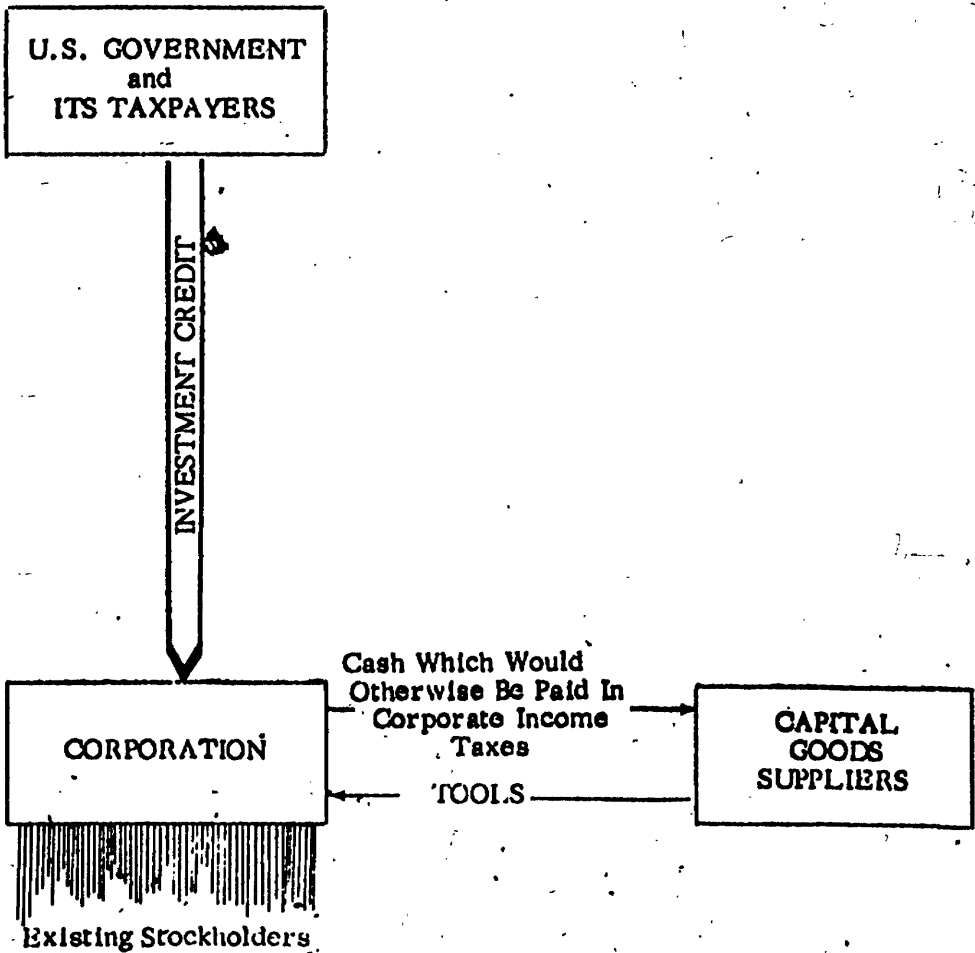 U.S. GOVERNMENT
and
ITS TAXPAYERS
INVESTMENT CREDIT
Cash Which Would
Otherwise Be Paid In
Corporate Income
Taxes
CORPORATION
CAPITAL
GOODS
SUPPLIERS
TOOLS
Existing Stockholders